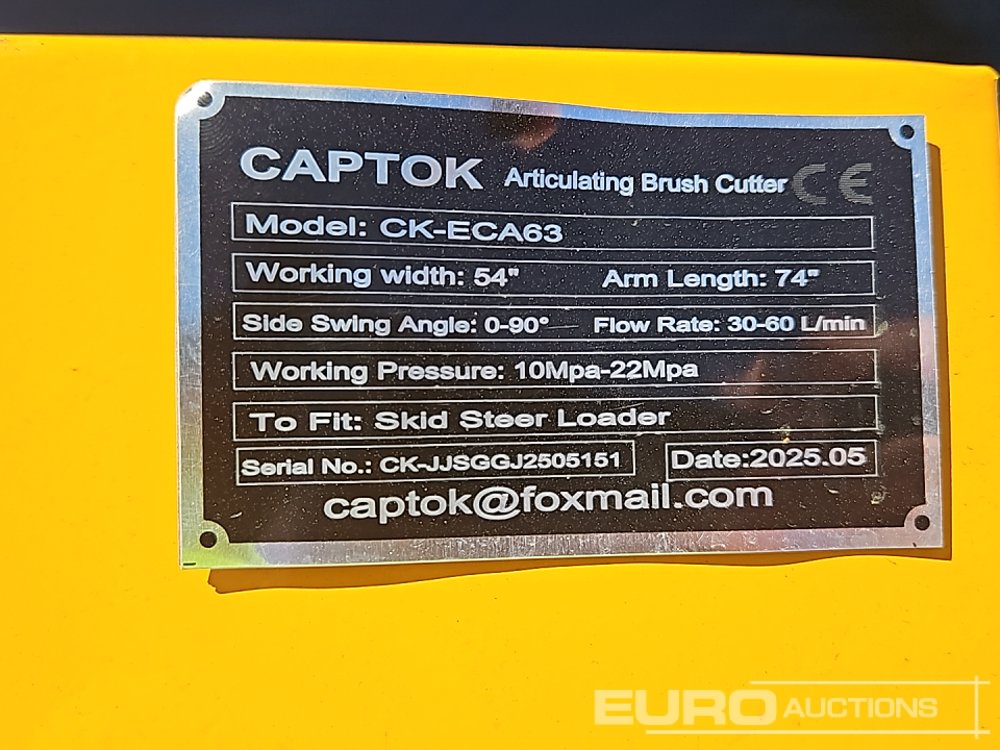 CAPTOK Articulating Brush Cutter CE
Model: CK-ECA63
Working width: 54" Arm Length: 74"
Side Swing Angle: 0-90° Flow Rate: 30-60 L/min
Working Pressure: 10Mpa-22Mpa
To Fit: Skid Steer Loader
Serial No.: CK-JJSGGJ2505151 Date:2025.05
captok@foxmail.com
EURO AUCTIONS